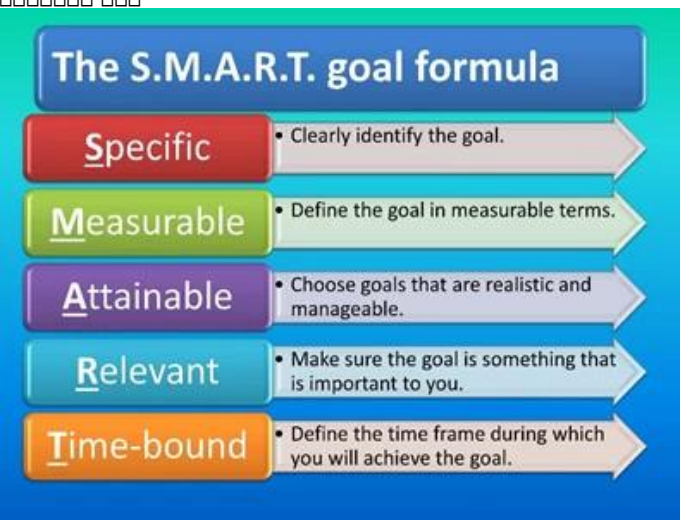 The S.M.A.R.T. goal formula
Specific
• Clearly identify the goal.
Measurable
• Define the goal in measurable terms.
Attainable
• Choose goals that are realistic and
manageable.
Relevant
• Make sure the goal is something that
is important to you.
Time-bound
• Define the time frame during which
you will achieve the goal.